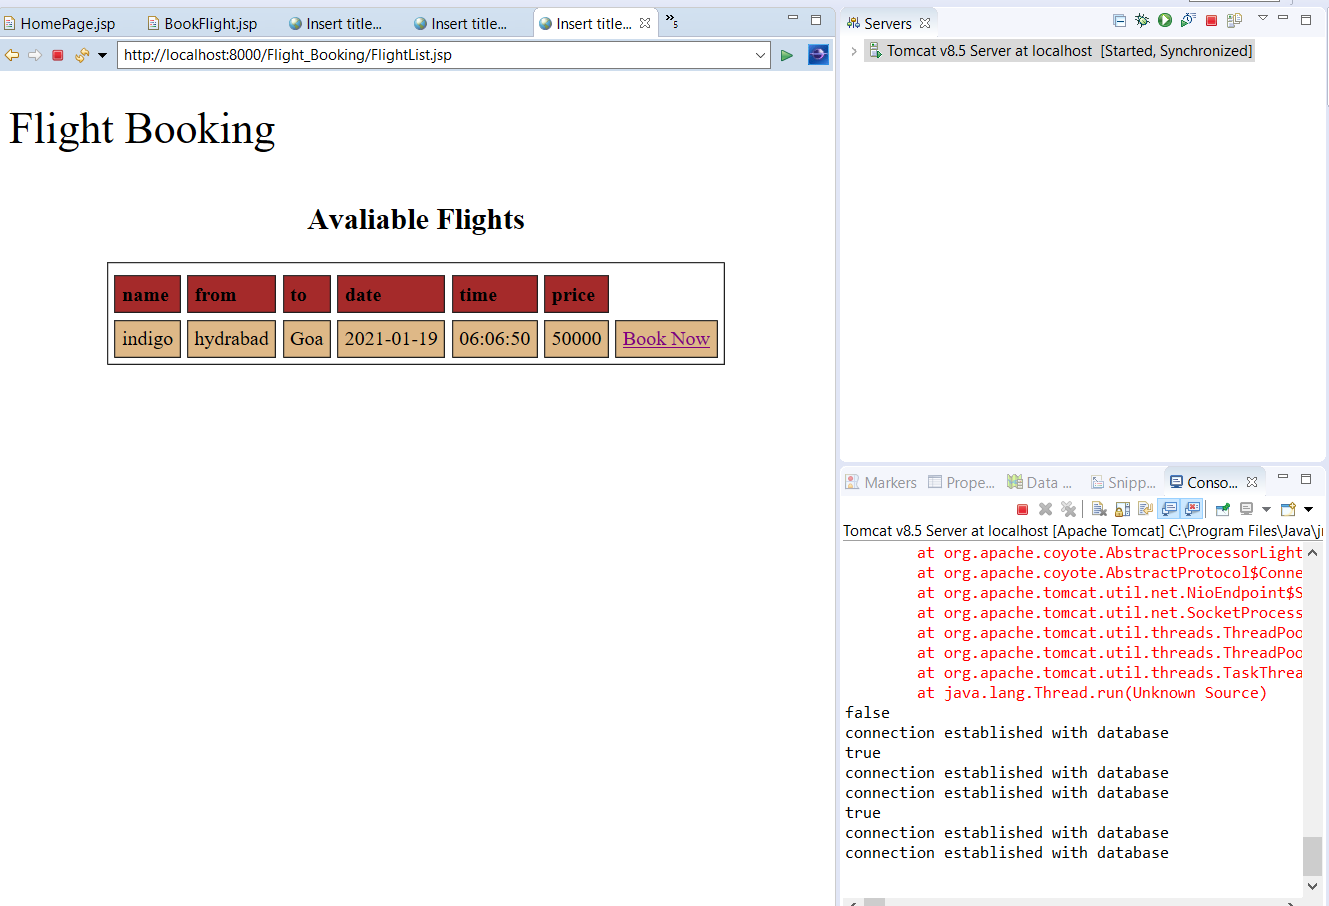 HomePage.jsp BookFlight.jsp Insert title... Insert title... Insert title... »5
http://localhost:8000/Flight_Booking/FlightList.jsp
Flight Booking
Avaliable Flights
name from to date time price
indigo hydrabad Goa 2021-01-19 06:06:50 50000 Book Now
Servers
Tomcat v8.5 Server at localhost [Started, Synchronized]
Markers Prope... Data ... Snipp... Conso...
Tomcat v8.5 Server at localhost [Apache Tomcat] C:\Program Files\Java\jr
at org.apache.coyote.AbstractProcessorLight
at org.apache.coyote.AbstractProtocol$Conne
at org.apache.tomcat.util.net.NioEndpoint$S
at org.apache.tomcat.util.net.SocketProcess
at org.apache.tomcat.util.threads.ThreadPoo
at org.apache.tomcat.util.threads.ThreadPoo
at org.apache.tomcat.util.threads.TaskThrea
at java.lang.Thread.run(Unknown Source)
false
connection established with database
true
connection established with database
connection established with database
true
connection established with database
connection established with database